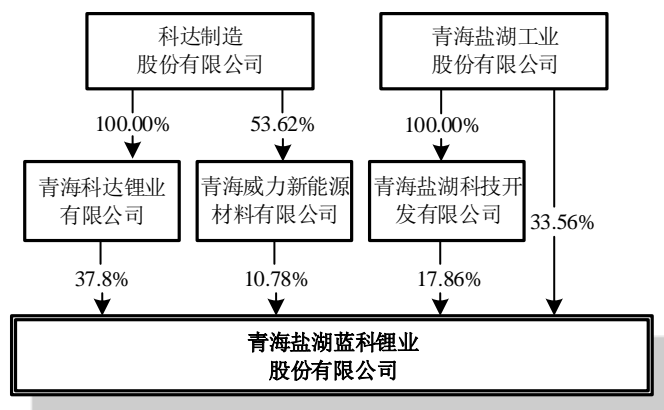 科达制造
股份有限公司
青海盐湖工业
股份有限公司
100.00%
53.62%
100.00%
青海科达锂业
有限公司
青海威力新能源
材料有限公司
青海盐湖科技开
发有限公司
33.56%
37.8%
10.78%
17.86%
青海盐湖蓝科锂业
股份有限公司